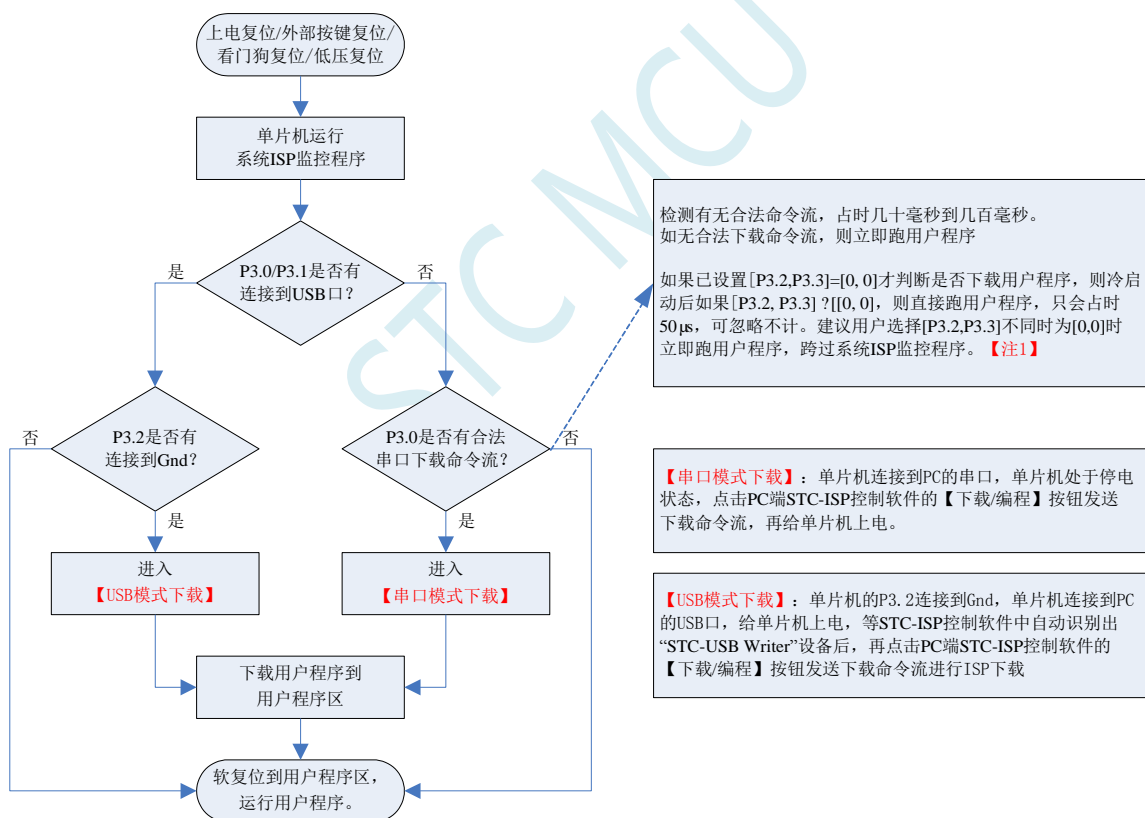 上电复位/外部按键复位/
看门狗复位/低压复位
单片机运行
系统ISP监控程序
P3.0/P3.1是否有
连接到USB口？
是
否
P3.2是否有
连接到Gnd？
否
是
P3.0是否有合法
串口下载命令流？
否
是
进入
【USB模式下载】
进入
【串口模式下载】
下载用户程序到
用户程序区
软复位到用户程序区，
运行用户程序。
检测有无合法命令流，占时几十毫秒到几百毫秒。
如无合法下载命令流，则立即跑用户程序
如果已设置[P3.2,P3.3]=[0, 0]才判断是否下载用户程序，则冷启
动后如果[P3.2, P3.3] ?[[0, 0]，则直接跑用户程序，只会占时
50μs，可忽略不计。建议用户选择[P3.2,P3.3]不同时为[0,0]时
立即跑用户程序，跨过系统ISP监控程序。【注1】
【串口模式下载】：单片机连接到PC的串口，单片机处于停电
状态，点击PC端STC-ISP控制软件的【下载/编程】按钮发送
下载命令流，再给单片机上电。
【USB模式下载】：单片机的P3.2连接到Gnd，单片机连接到PC
的USB口，给单片机上电，等STC-ISP控制软件中自动识别出
“STC-USB Writer”设备后，再点击PC端STC-ISP控制软件的
【下载/编程】按钮发送下载命令流进行ISP下载
STC MCU